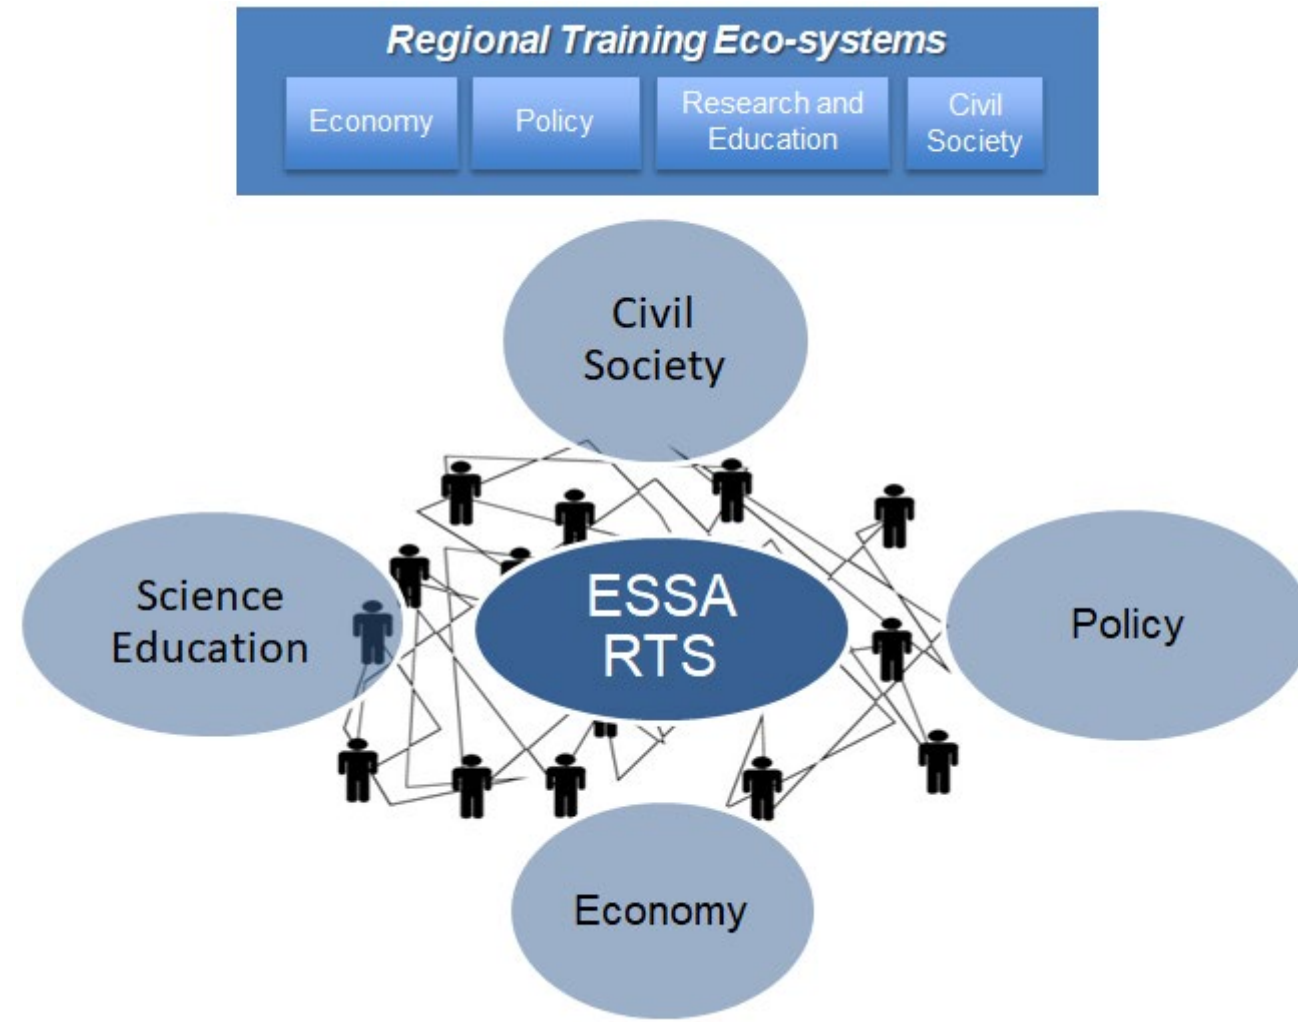 Regional Training Eco-systems
Economy
Policy
Research and
Education
Civil
Society
Civil
Society
Science
Education
ESSA
RTS
Policy
Economy